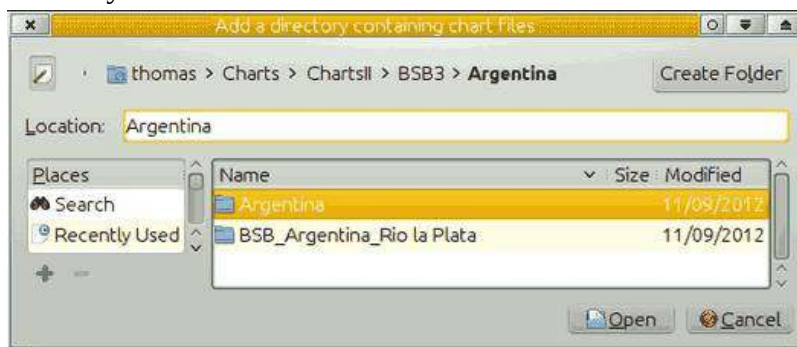 Add a directory containing chart files
thomas > Charts > ChartsII > BSB3 > Argentina Create Folder
Location: Argentina
Places Name Size Modified
Search Argentina 11/09/2012
Recently Used BSB_Argentina_Rio la Plata 11/09/2012
Open Cancel